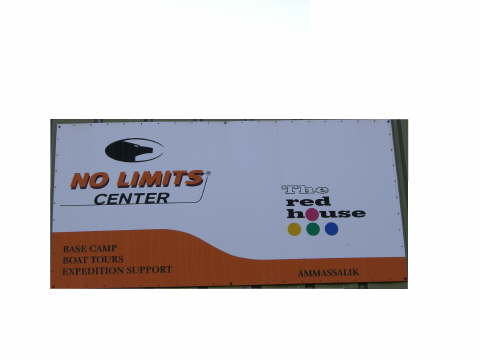 NO LIMITS
CENTER
The
red
house
BASE CAMP
BOAT TOURS
EXPEDITION SUPPORT
AMMASSALIK